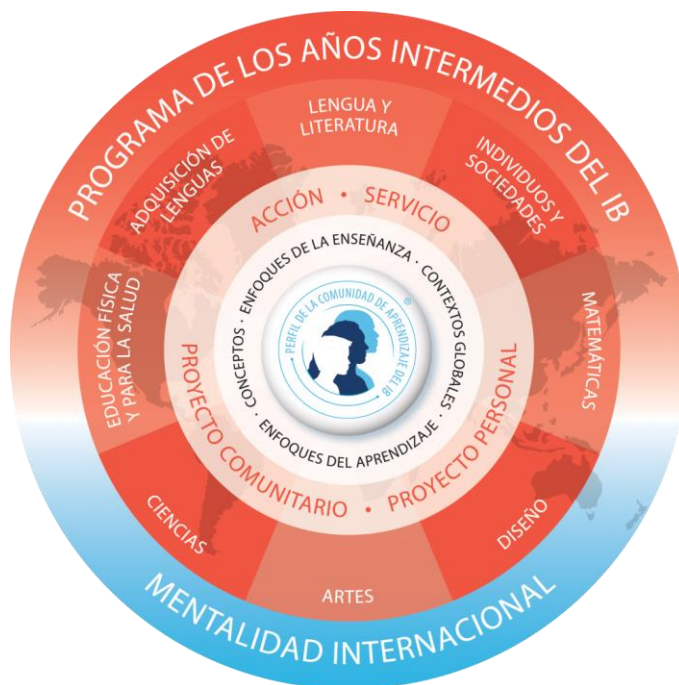 PROGRAMA DE LOS AÑOS INTERMEDIOS DEL IB
LENGUA Y
LITERATURA
INDIVIDUOS Y
SOCIEDADES
MATEMÁTICAS
DISEÑO
ARTES
CIENCIAS
EDUCACIÓN FÍSICA
Y PARA LA SALUD
ADQUISICIÓN DE
LENGUAS
ACCIÓN • SERVICIO
PROYECTO COMUNITARIO • PROYECTO PERSONAL
CONCEPTOS · ENFOQUES DE LA ENSEÑANZA · CONTEXTOS GLOBALES ·
ENFOQUES DEL APRENDIZAJE ·
• PERFIL DE LA COMUNIDAD DE APRENDIZAJE DEL IB •
®
MENTALIDAD INTERNACIONAL